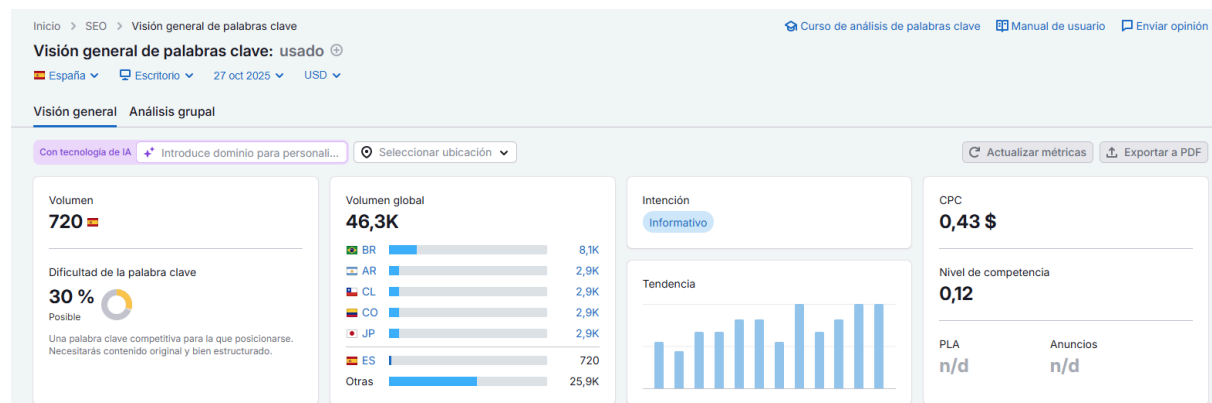 Inicio > SEO > Visión general de palabras clave
Curso de análisis de palabras clave Manual de usuario Enviar opinión
Visión general de palabras clave: usado
España Escritorio 27 oct 2025 USD
Visión general Análisis grupal
Con tecnología de IA Introduce dominio para personali... Seleccionar ubicación
Actualizar métricas Exportar a PDF
Volumen
720
Dificultad de la palabra clave
30 %
Posible
Una palabra clave competitiva para la que posicionarse.
Necesitarás contenido original y bien estructurado.
Volumen global
46,3K
BR 8,1K
AR 2,9K
CL 2,9K
CO 2,9K
JP 2,9K
ES 720
Otras 25,9K
Intención
Informativo
Tendencia
CPC
0,43 $
Nivel de competencia
0,12
PLA Anuncios
n/d n/d